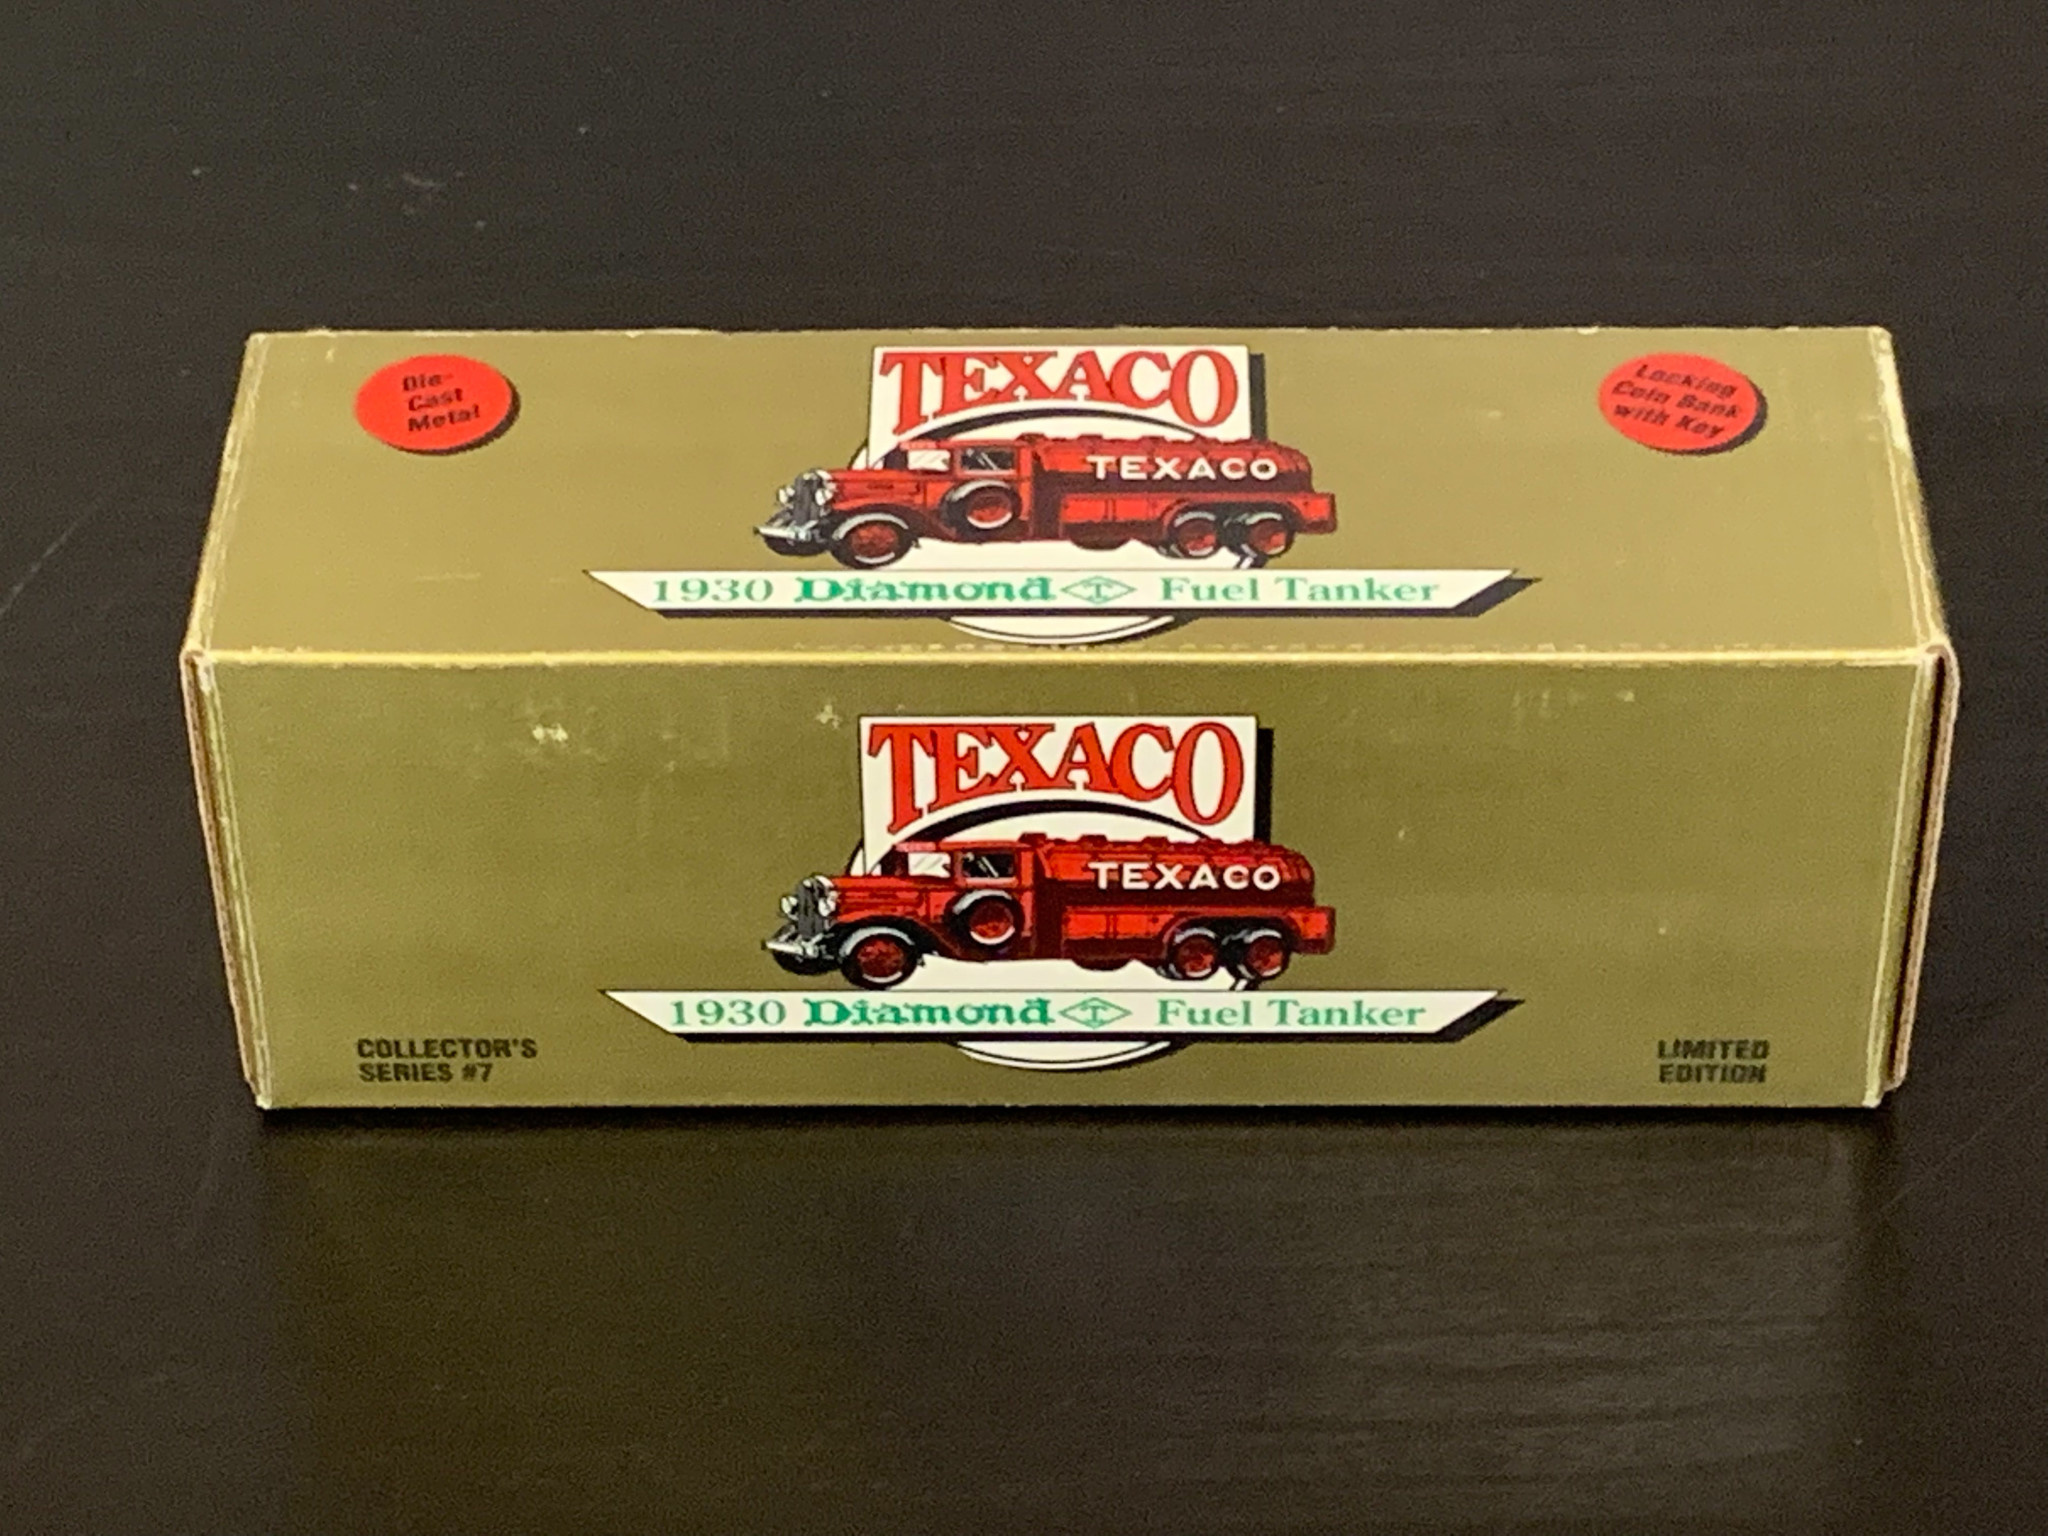 Die-
Cast
Metal
TEXACO
Locking
Coin Bank
with Key
TEXACO
1930 Diamond T Fuel Tanker
TEXACO
TEXACO
1930 Diamond T Fuel Tanker
COLLECTOR'S
SERIES #7
LIMITED
EDITION